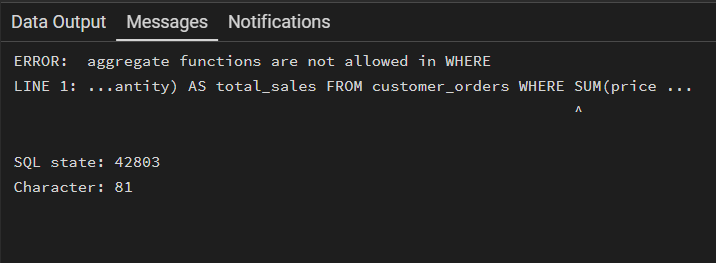 Data Output Messages Notifications
ERROR:  aggregate functions are not allowed in WHERE
LINE 1: ...antity) AS total_sales FROM customer_orders WHERE SUM(price ...
^
SQL state: 42803
Character: 81